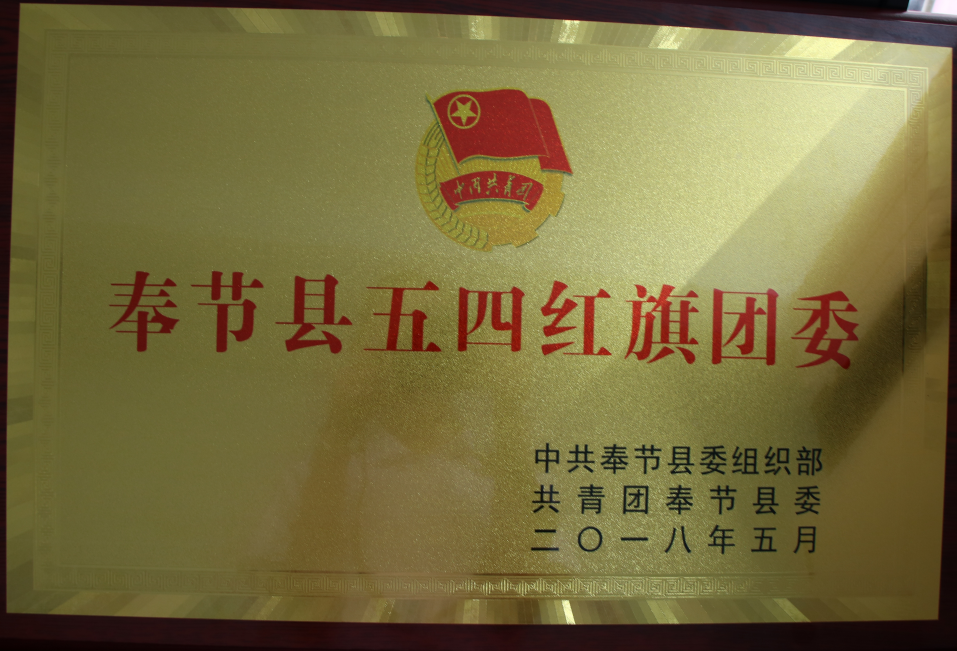 中国共青团
奉节县五四红旗团委
中共奉节县委组织部
共青团奉节县委
二〇一八年五月